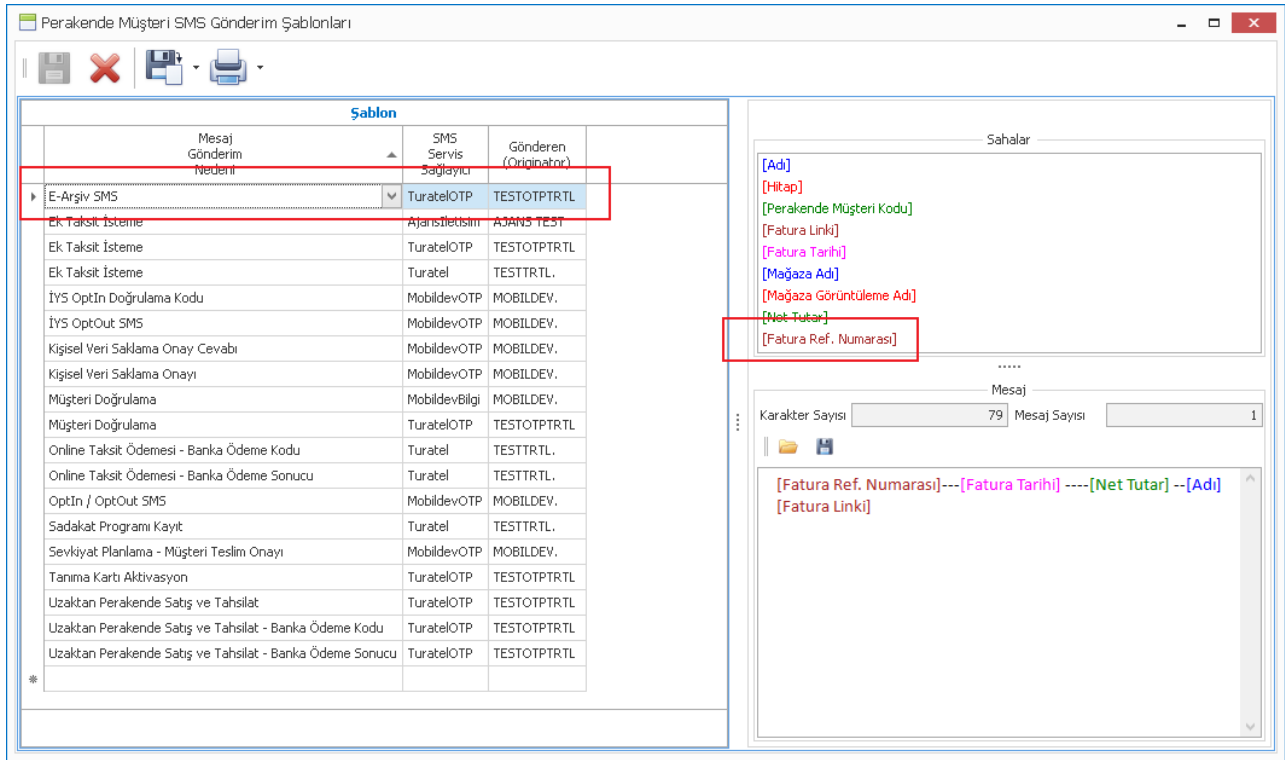 Perakende Müşteri SMS Gönderim Şablonları
Şablon
Mesaj Gönderim Nedeni
SMS Servis Sağlayıcı
Gönderen (Originator)
E-Arşiv SMS TuratelOTP TESTOTPTRTL
Ek Taksit İsteme AjansIletisim AJANS TEST
Ek Taksit İsteme TuratelOTP TESTOTPTRTL
Ek Taksit İsteme Turatel TESTTRTL.
İYS OptIn Doğrulama Kodu MobildevOTP MOBILDEV.
İYS OptOut SMS MobildevOTP MOBILDEV.
Kişisel Veri Saklama Onay Cevabı MobildevOTP MOBILDEV.
Kişisel Veri Saklama Onayı MobildevOTP MOBILDEV.
Müşteri Doğrulama MobildevBilgi MOBILDEV.
Müşteri Doğrulama TuratelOTP TESTOTPTRTL
Online Taksit Ödemesi - Banka Ödeme Kodu Turatel TESTTRTL.
Online Taksit Ödemesi - Banka Ödeme Sonucu Turatel TESTTRTL.
OptIn / OptOut SMS MobildevOTP MOBILDEV.
Sadakat Programı Kayıt Turatel TESTTRTL.
Sevkiyat Planlama - Müşteri Teslim Onayı MobildevOTP MOBILDEV.
Tanıma Kartı Aktivasyon TuratelOTP TESTOTPTRTL
Uzaktan Perakende Satış ve Tahsilat TuratelOTP TESTOTPTRTL
Uzaktan Perakende Satış ve Tahsilat - Banka Ödeme Kodu TuratelOTP TESTOTPTRTL
Uzaktan Perakende Satış ve Tahsilat - Banka Ödeme Sonucu TuratelOTP TESTOTPTRTL
Sahalar
[Adı]
[Hitap]
[Perakende Müşteri Kodu]
[Fatura Linki]
[Fatura Tarihi]
[Mağaza Adı]
[Mağaza Görüntüleme Adı]
[Net Tutar]
[Fatura Ref. Numarası]
Mesaj
Karakter Sayısı 79 Mesaj Sayısı 1
[Fatura Ref. Numarası]---[Fatura Tarihi] ----[Net Tutar] --[Adı]
[Fatura Linki]